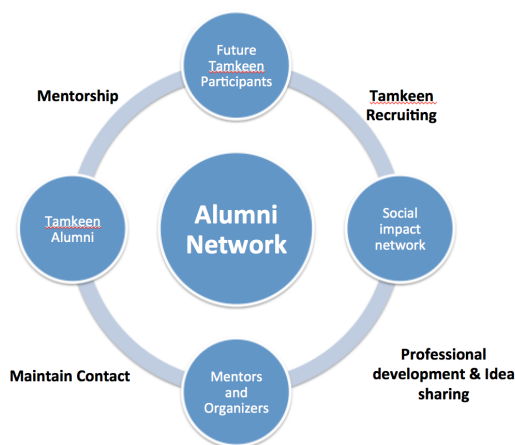 Future
Tamkeen
Participants
Mentorship
Tamkeen
Recruiting
Alumni
Network
Tamkeen
Alumni
Social
impact
network
Maintain Contact
Mentors
and
Organizers
Professional
development & Idea
sharing